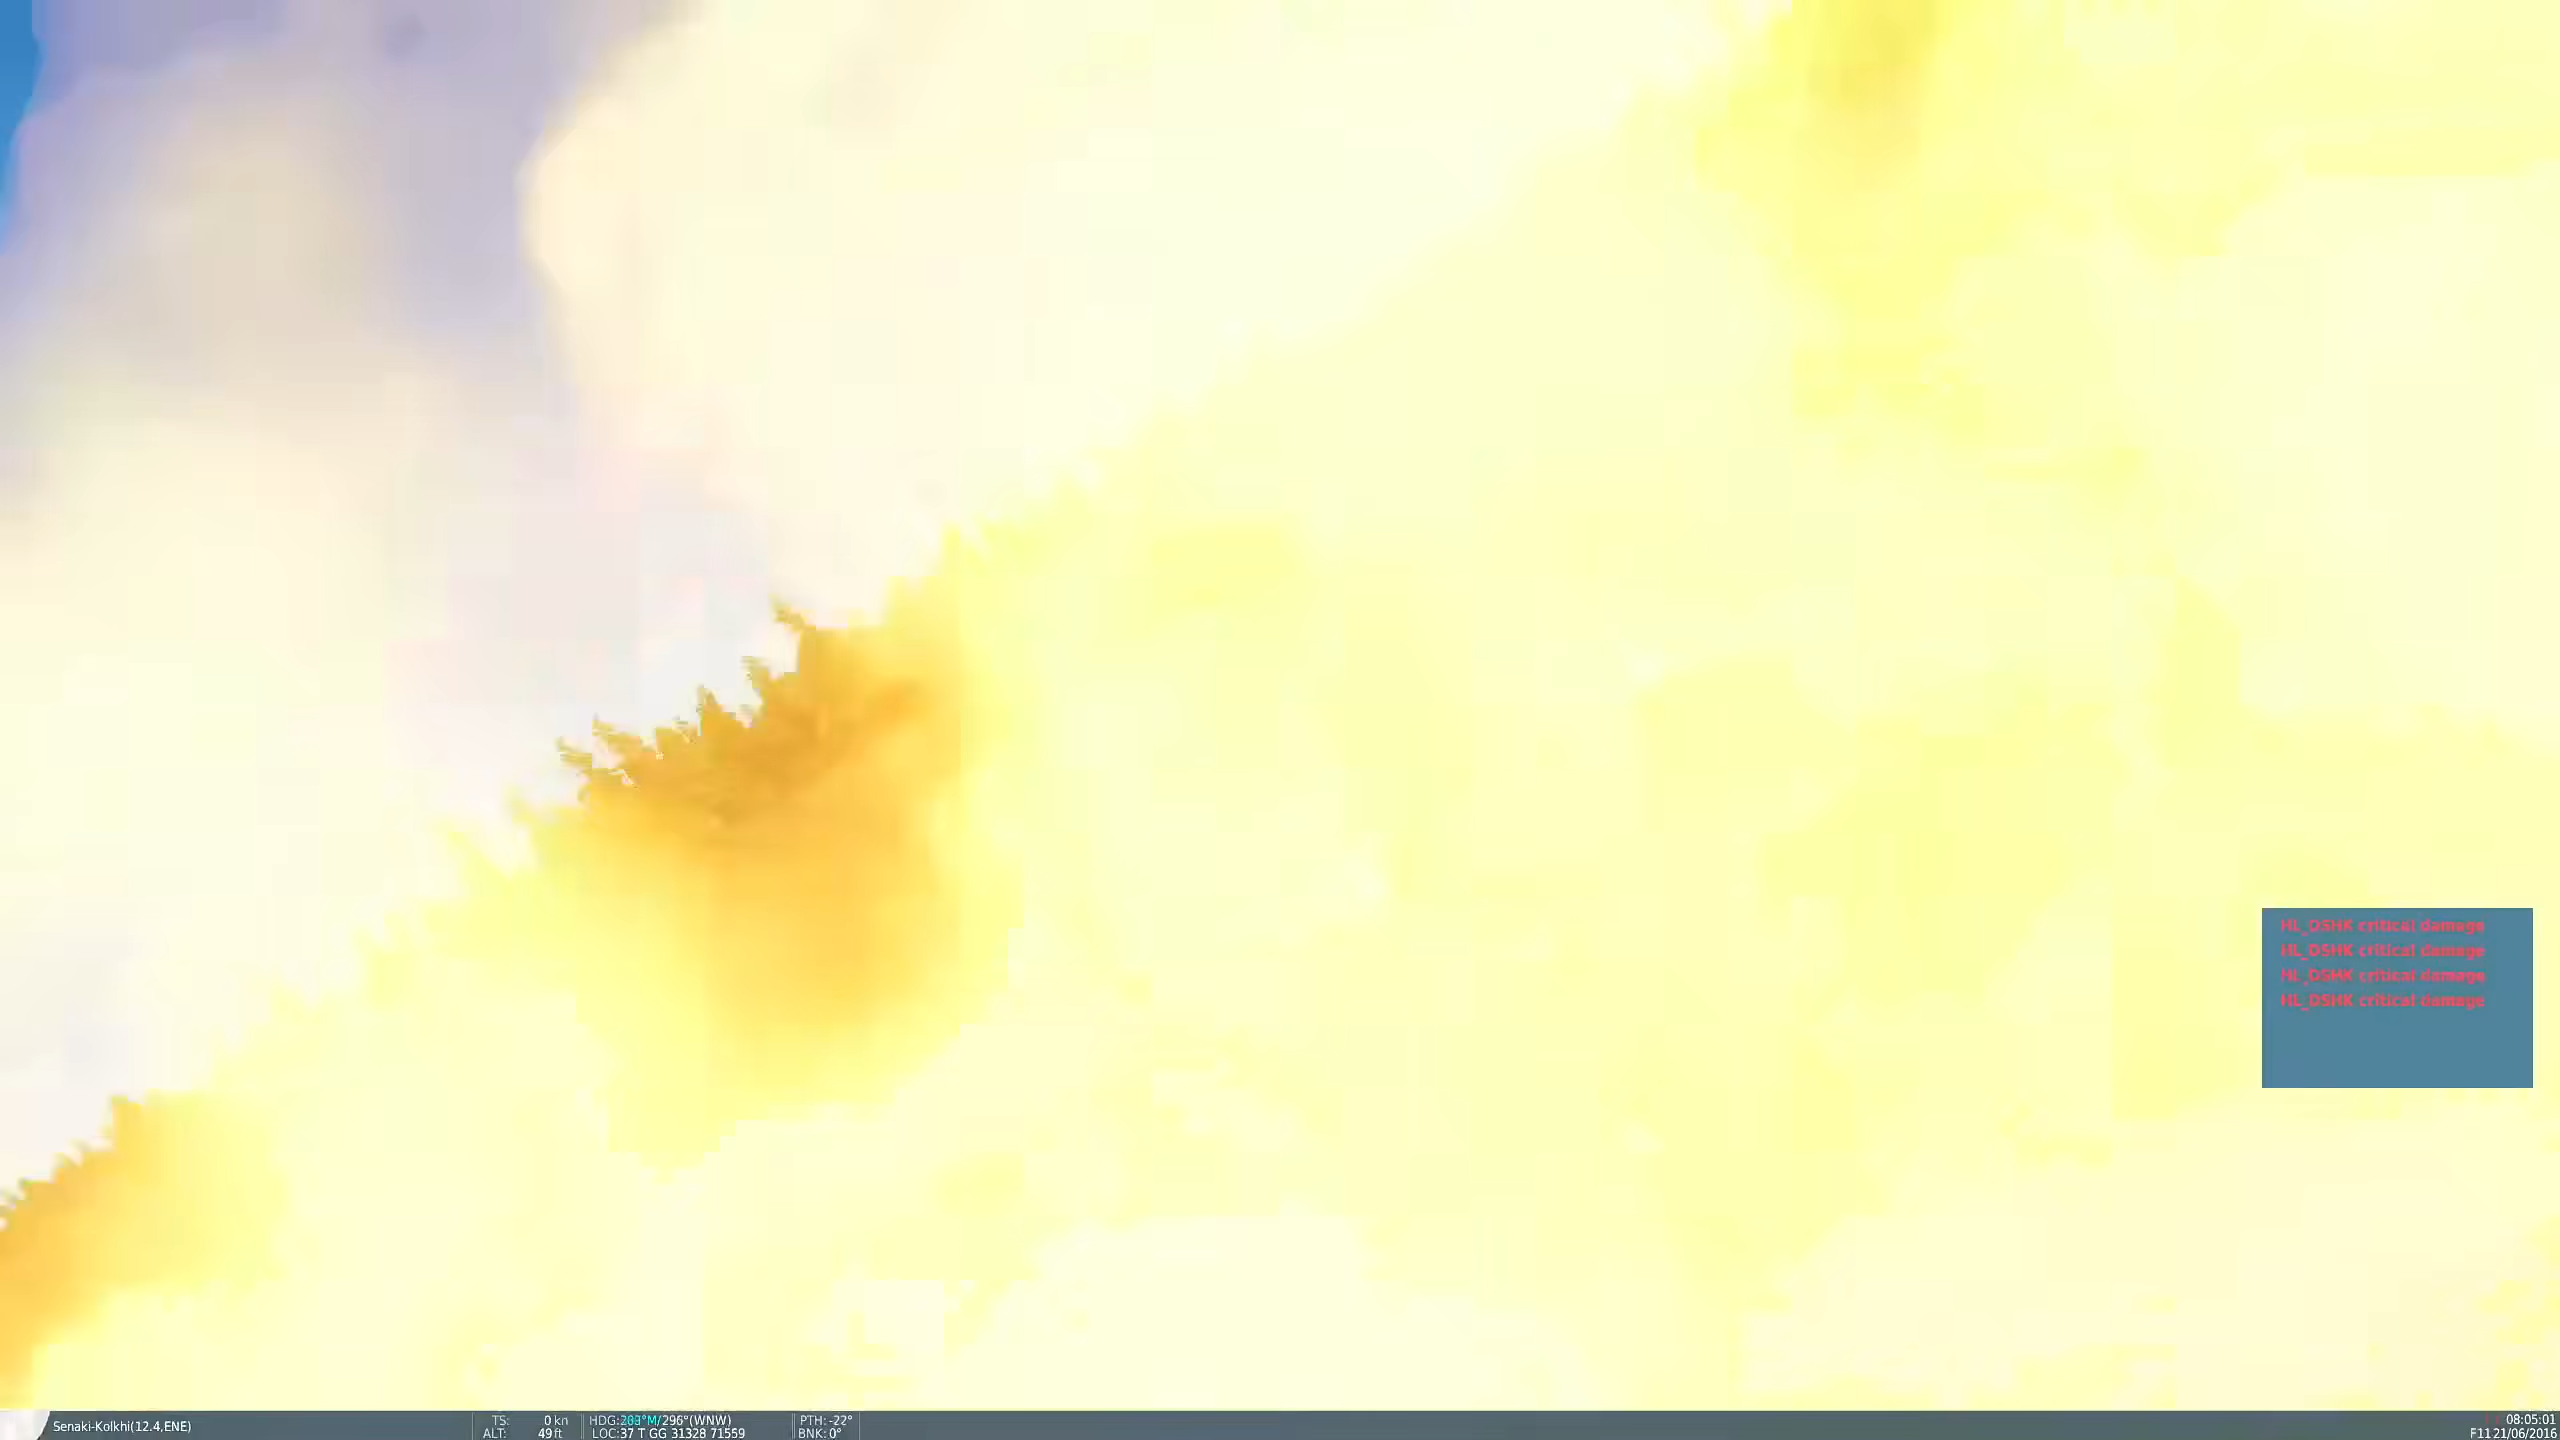 HL_DSHK critical damage
HL_DSHK critical damage
HL_DSHK critical damage
HL_DSHK critical damage
Senaki-Kolkhi(12.4,ENE)
TS: 0 kn
ALT: 49 ft
HDG: /296°(WNW)
LOC:37 T GG 31328 71559
PTH: -22°
BNK: 0°
08:05:01
F11 21/06/2016